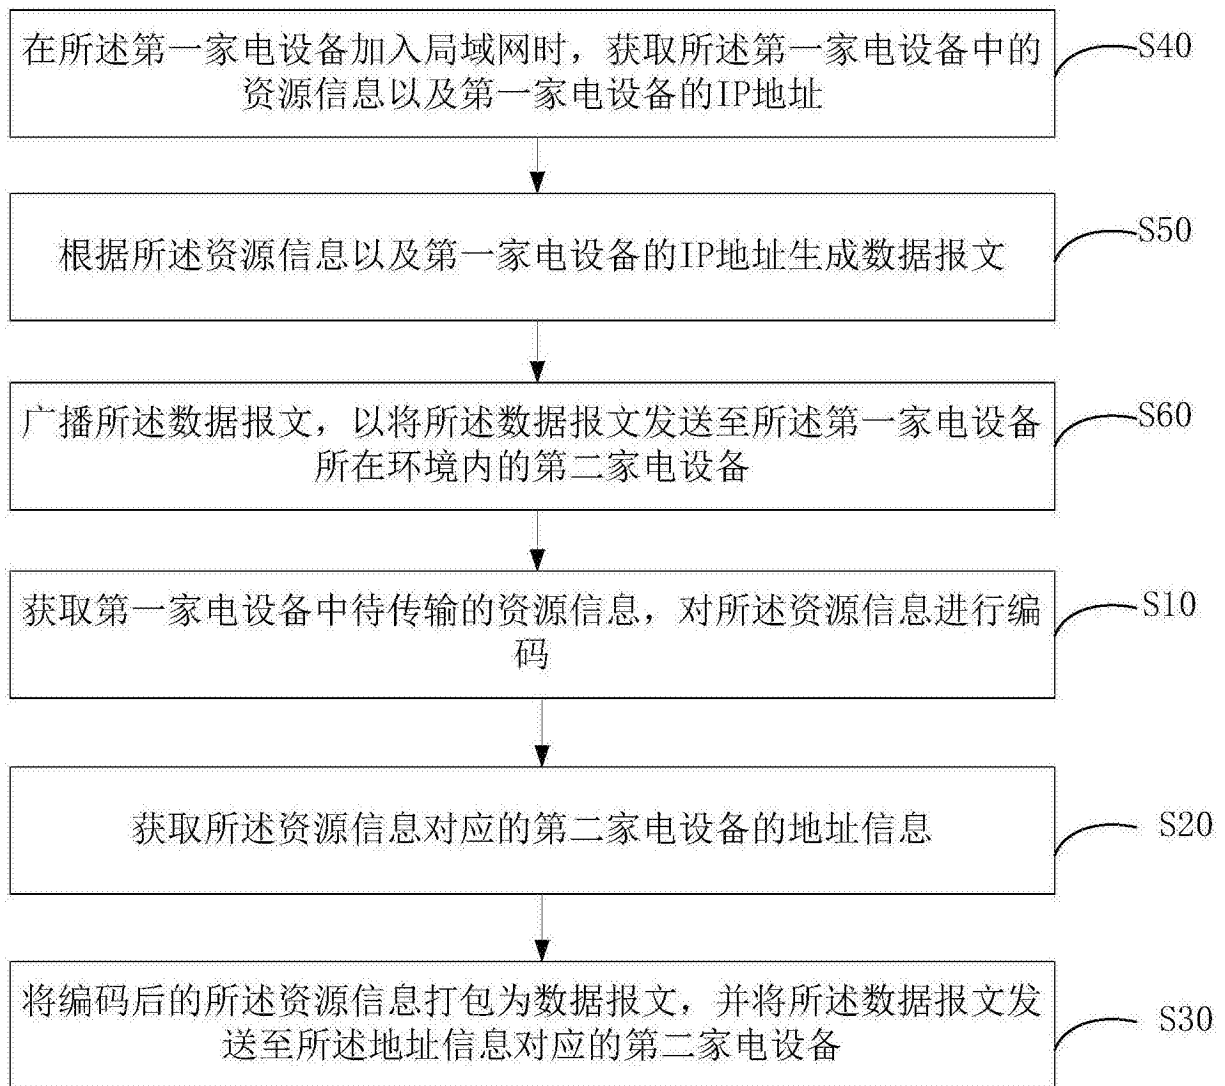 在所述第一家电设备加入局域网时，获取所述第一家电设备中的
资源信息以及第一家电设备的IP地址
S40
根据所述资源信息以及第一家电设备的IP地址生成数据报文
S50
广播所述数据报文，以将所述数据报文发送至所述第一家电设备
所在环境内的第二家电设备
S60
获取第一家电设备中待传输的资源信息，对所述资源信息进行编
码
S10
获取所述资源信息对应的第二家电设备的地址信息
S20
将编码后的所述资源信息打包为数据报文，并将所述数据报文发
送至所述地址信息对应的第二家电设备
S30